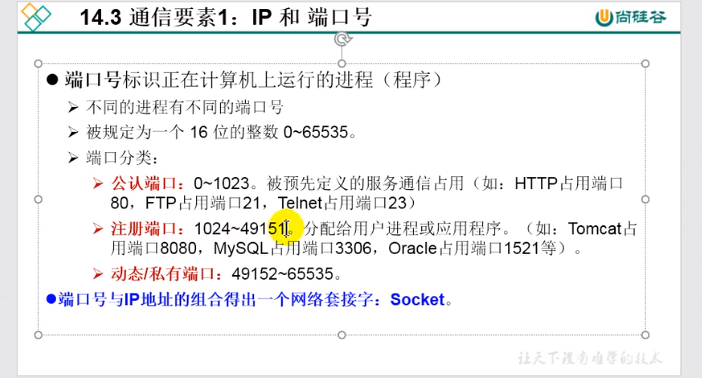 14.3 通信要素1：IP 和 端口号
尚硅谷
● 端口号标识正在计算机上运行的进程（程序）
➢ 不同的进程有不同的端口号
➢ 被规定为一个 16 位的整数 0~65535。
➢ 端口分类：
➢ 公认端口：0~1023。被预先定义的服务通信占用（如：HTTP占用端口
80，FTP占用端口21，Telnet占用端口23）
➢ 注册端口：1024~49151。分配给用户进程或应用程序。（如：Tomcat占
用端口8080，MySQL占用端口3306，Oracle占用端口1521等）。
➢ 动态/私有端口：49152~65535。
●端口号与IP地址的组合得出一个网络套接字：Socket。
让天下没有难学的技术